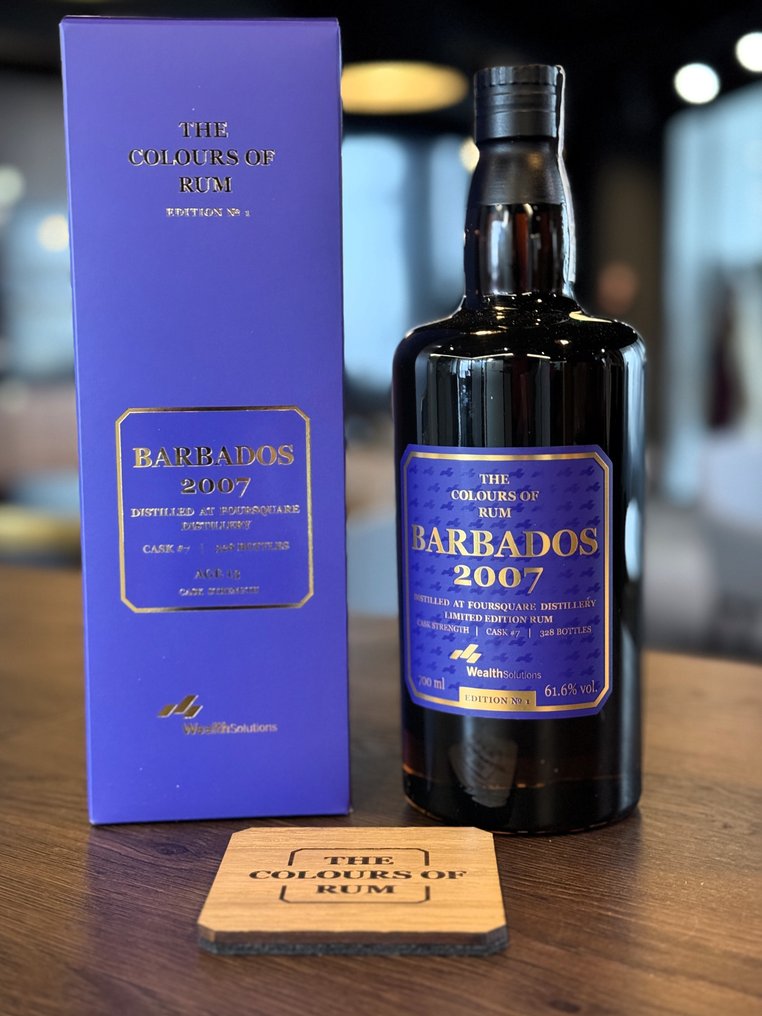 THE
COLOURS OF
RUM
EDITION № 1
BARBADOS
2007
DISTILLED AT FOURSQUARE
DISTILLERY
CASK #7 | 328 BOTTLES
AGE 13
CASK STRENGTH
WealthSolutions
THE
COLOURS OF
RUM
BARBADOS
2007
DISTILLED AT FOURSQUARE DISTILLERY
LIMITED EDITION RUM
CASK STRENGTH | CASK #7 | 328 BOTTLES
WealthSolutions
700 ml
EDITION № 1
61.6% vol.
THE
COLOURS OF
RUM